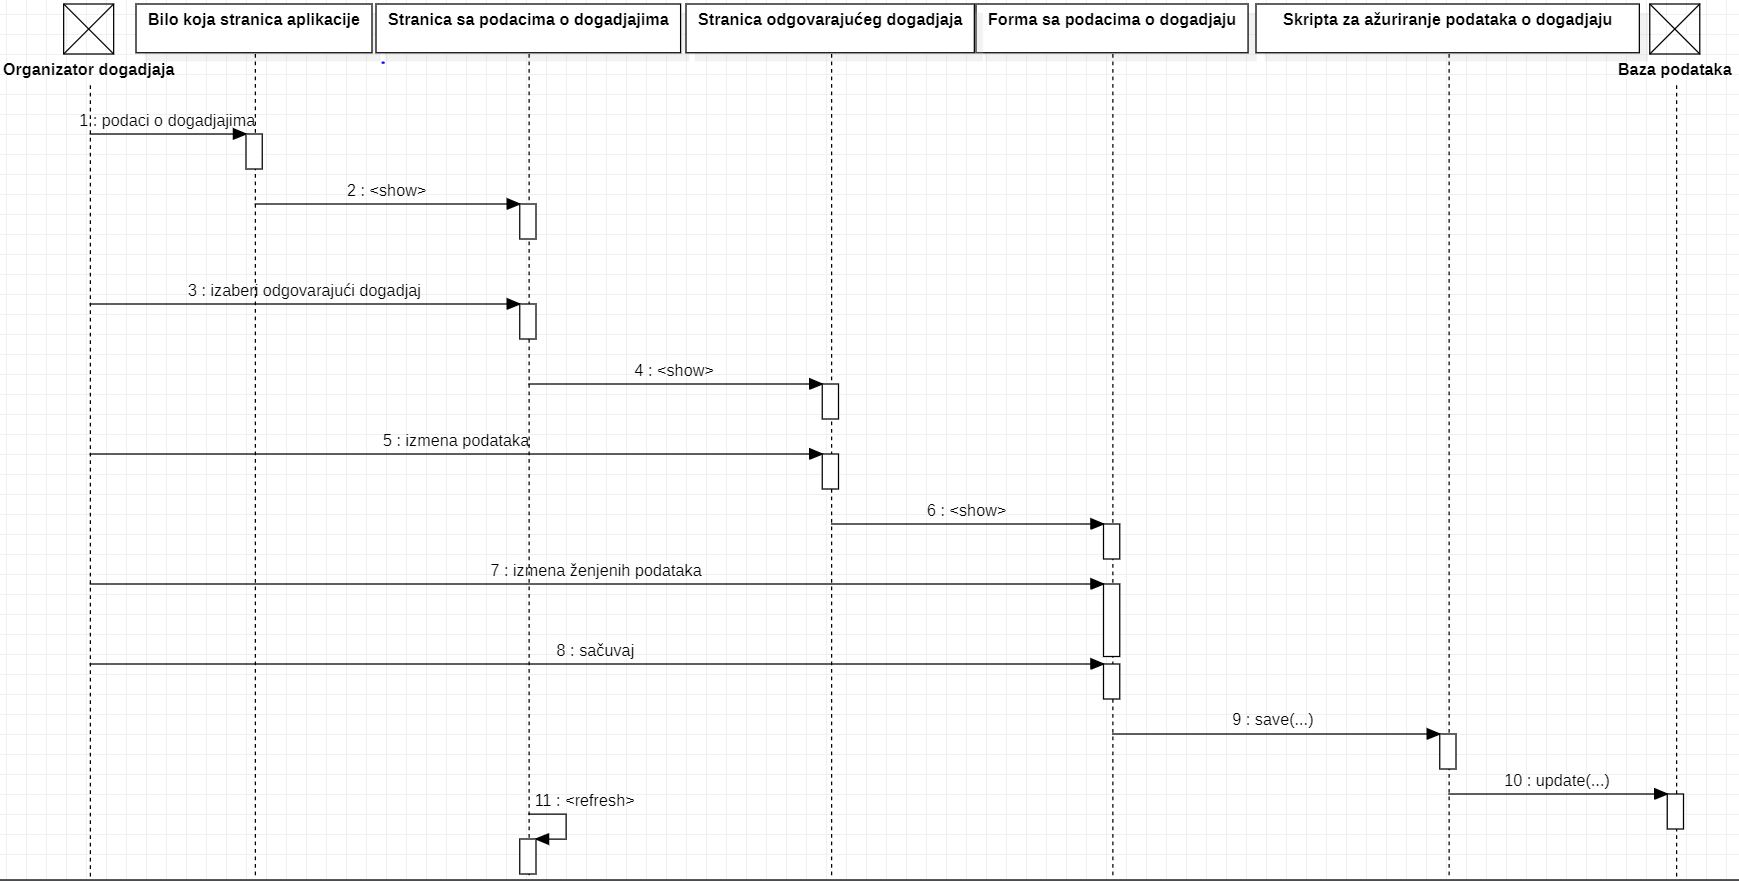 Bilo koja stranica aplikacije
Stranica sa podacima o dogadjajima
Stranica odgovarajućeg dogadjaja
Forma sa podacima o dogadjaju
Skripta za ažuriranje podataka o dogadjaju
Organizator dogadjaja
Baza podataka
1 : podaci o dogadjajima
2 : <show>
3 : izaberi odgovarajući dogadjaj
4 : <show>
5 : izmena podataka
6 : <show>
7 : izmena ženjenih podataka
8 : sačuvaj
9 : save(...)
10 : update(...)
11 : <refresh>